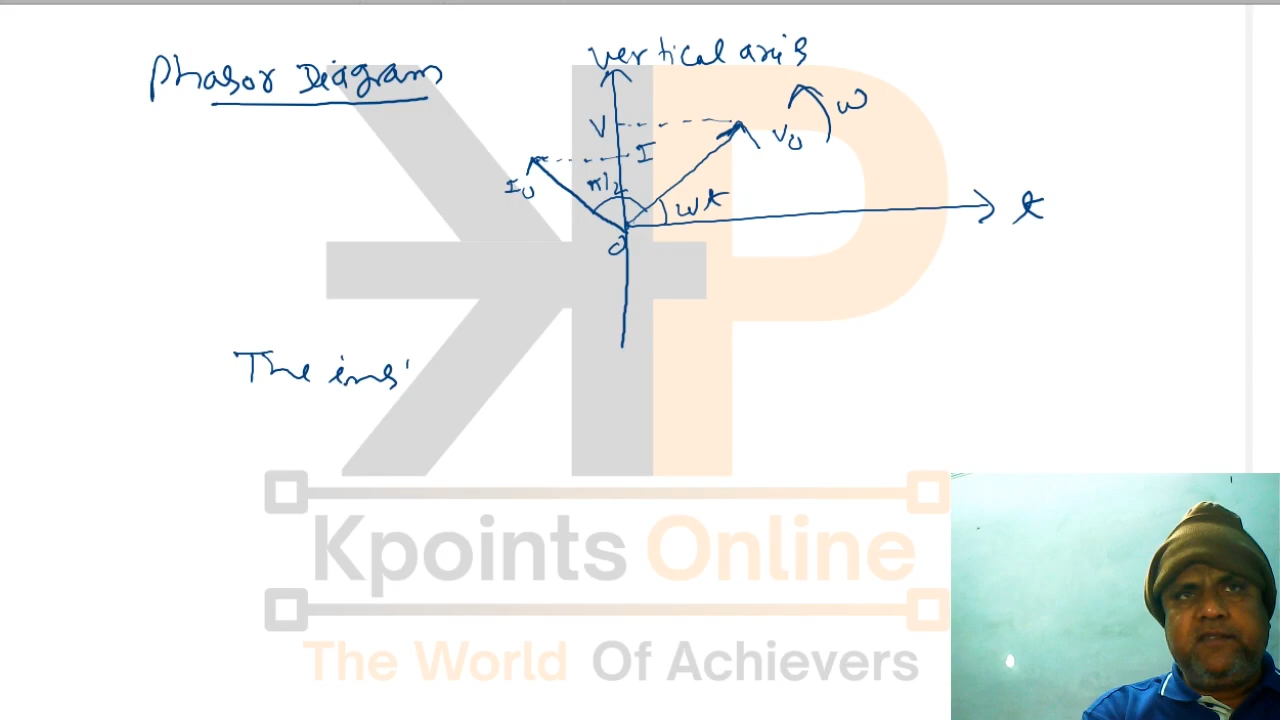 Phasor Diagram
vertical axis
V
V₀
ω
I
I₀
π/2
ωt
t
O
The ins
Kpoints Online
The World Of Achievers